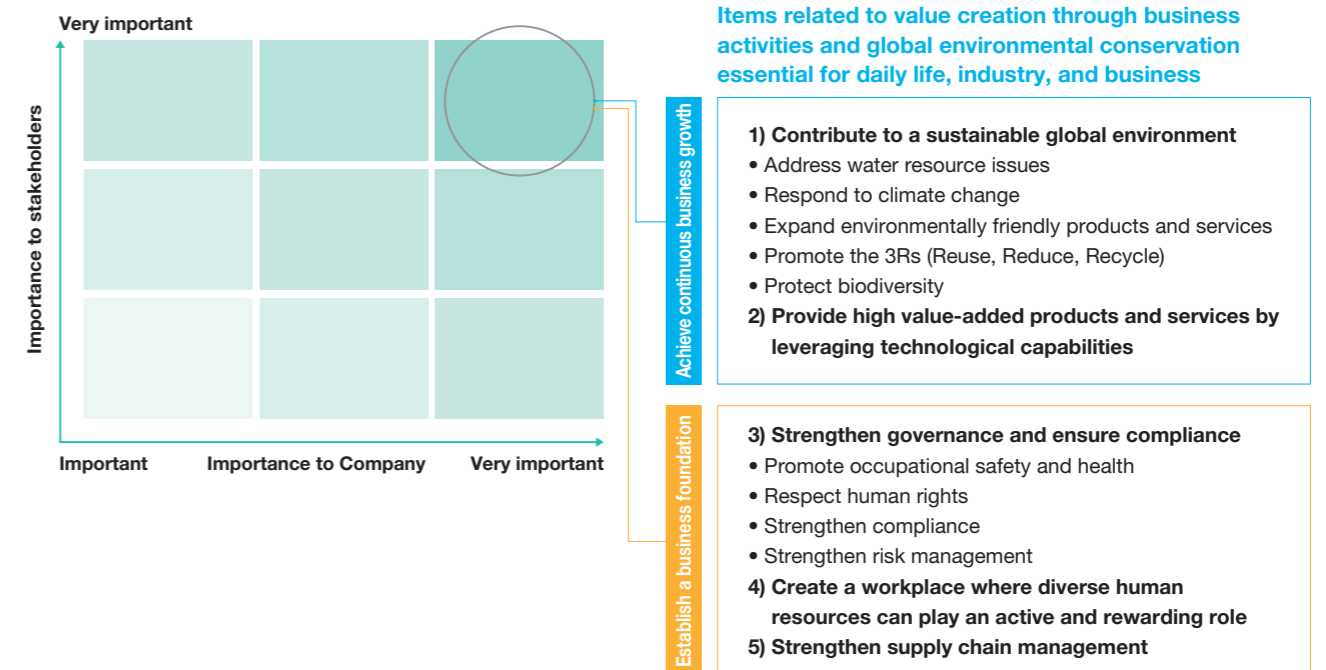 Very important
Importance to stakeholders
Important
Importance to Company
Very important
Items related to value creation through business
activities and global environmental conservation
essential for daily life, industry, and business
Achieve continuous business growth
1) Contribute to a sustainable global environment
• Address water resource issues
• Respond to climate change
• Expand environmentally friendly products and services
• Promote the 3Rs (Reuse, Reduce, Recycle)
• Protect biodiversity
2) Provide high value-added products and services by
leveraging technological capabilities
Establish a business foundation
3) Strengthen governance and ensure compliance
• Promote occupational safety and health
• Respect human rights
• Strengthen compliance
• Strengthen risk management
4) Create a workplace where diverse human
resources can play an active and rewarding role
5) Strengthen supply chain management